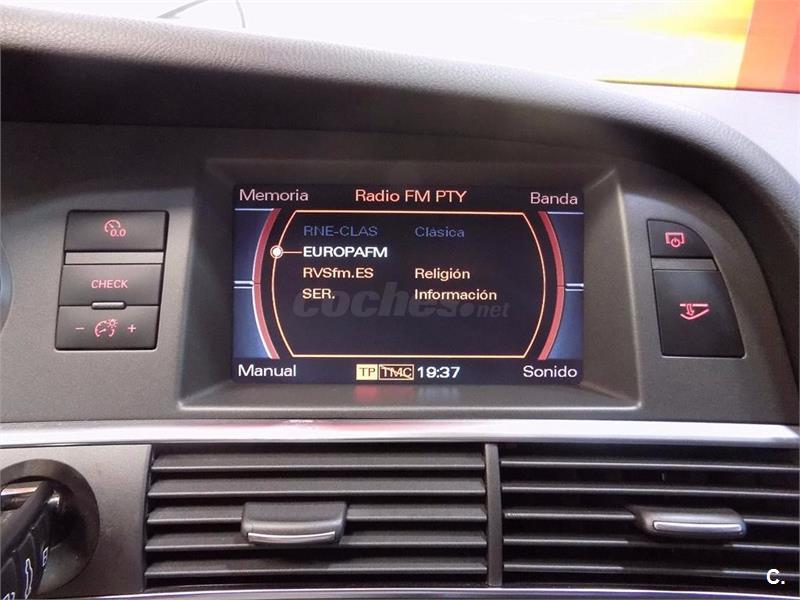 Memoria Radio FM PTY Banda
0.0
RNE-CLAS Clásica
EUROPAFM
RVSfm.ES Religión
SER. Información
CHECK
coches.net
- +
Manual TP TMC 19:37 Sonido
C.